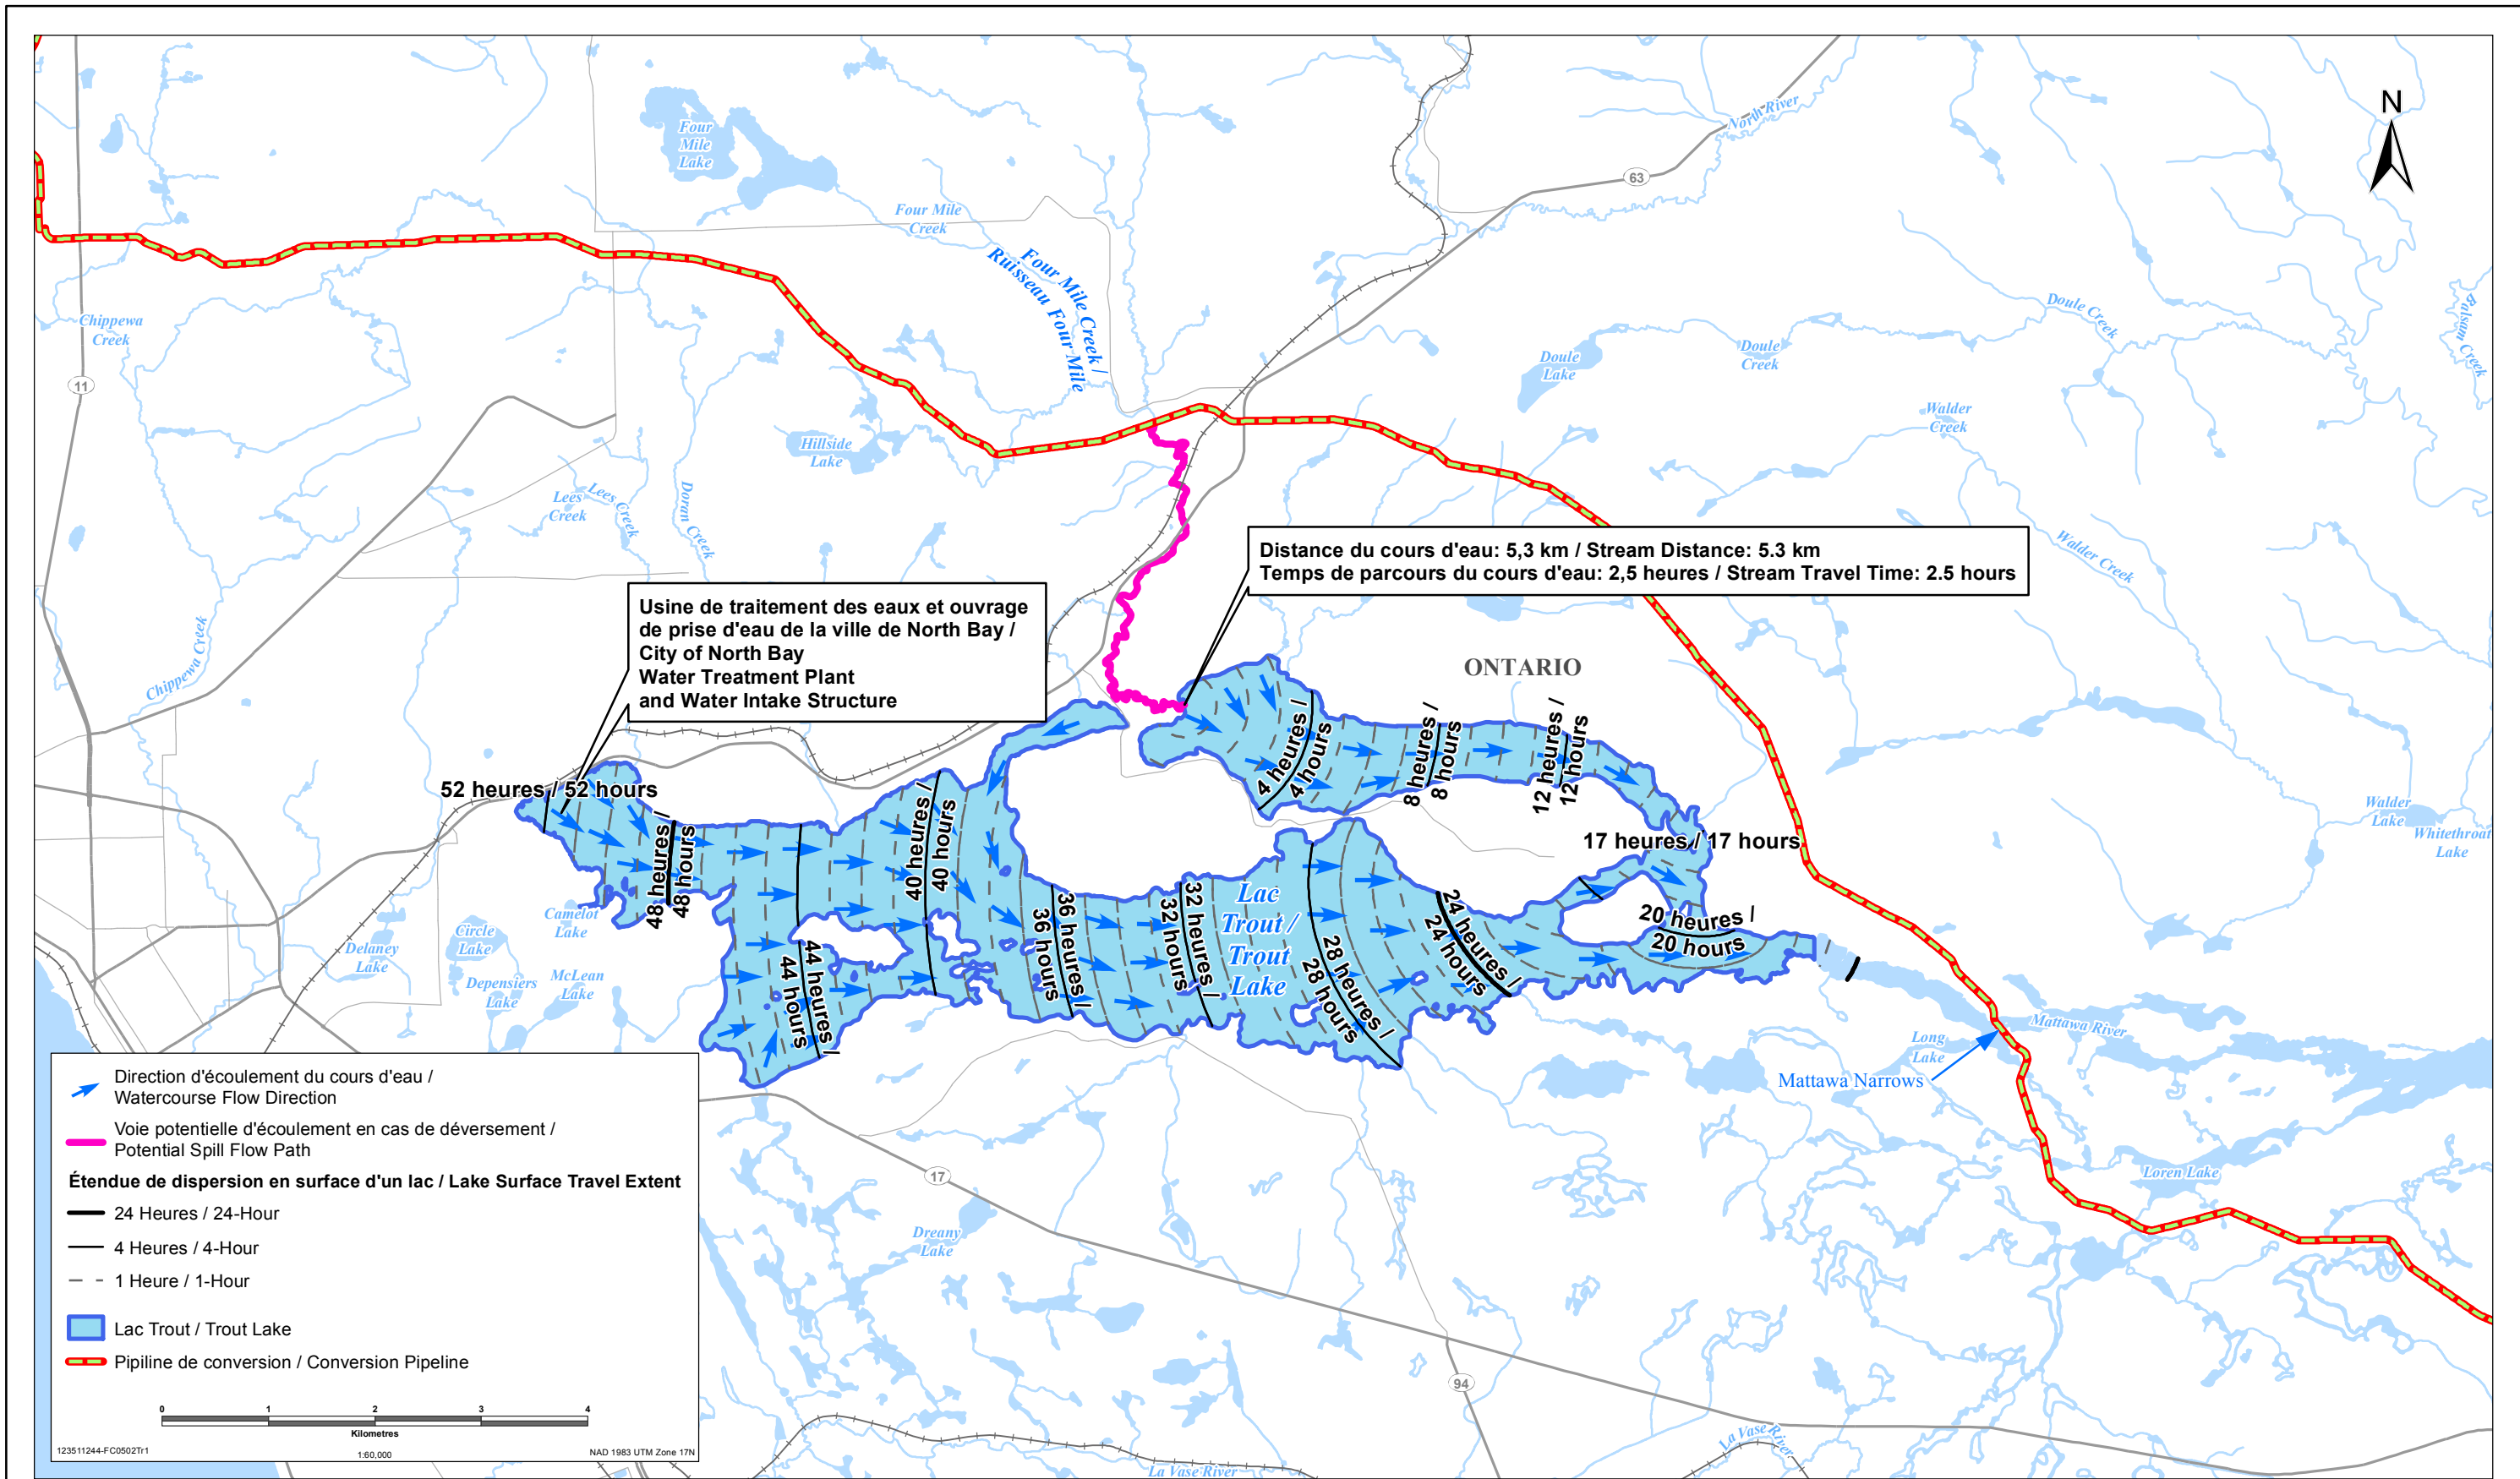 N
Four
Mile
Lake
North River
63
Four Mile
Creek
Four Mile Creek /
Ruisseau Four Mile
Chippewa
Creek
11
Doule Creek
Balsam Creek
Doule
Lake
Doule
Creek
Walder
Creek
Hillside
Lake
Lees
Creek
Lees Creek
Doran Creek
Walder Creek
Distance du cours d'eau: 5,3 km / Stream Distance: 5.3 km
Temps de parcours du cours d'eau: 2,5 heures / Stream Travel Time: 2.5 hours
Usine de traitement des eaux et ouvrage
de prise d'eau de la ville de North Bay /
City of North Bay
Water Treatment Plant
and Water Intake Structure
Chippewa Creek
ONTARIO
4 heures /
4 hours
8 heures /
8 hours
12 heures /
12 hours
52 heures / 52 hours
17 heures / 17 hours
Walder
Lake
Whitethroat
Lake
48 heures /
48 hours
40 heures /
40 hours
44 heures /
44 hours
36 heures /
36 hours
32 heures /
32 hours
Lac
Trout /
Trout
Lake
28 heures /
28 hours
24 heures /
24 hours
20 heures /
20 hours
Camelot
Lake
Circle
Lake
Delaney
Lake
Depensiers
Lake
McLean
Lake
Long
Lake
Mattawa River
Mattawa Narrows
Loren Lake
17
Dreany
Lake
94
La Vase River
La Vase River
Direction d'écoulement du cours d'eau /
Watercourse Flow Direction
Voie potentielle d'écoulement en cas de déversement /
Potential Spill Flow Path
Étendue de dispersion en surface d'un lac / Lake Surface Travel Extent
24 Heures / 24-Hour
4 Heures / 4-Hour
1 Heure / 1-Hour
Lac Trout / Trout Lake
Pipiline de conversion / Conversion Pipeline
0 1 2 3 4
Kilometres
123511244-FC0502Tr1
1:60,000
NAD 1983 UTM Zone 17N